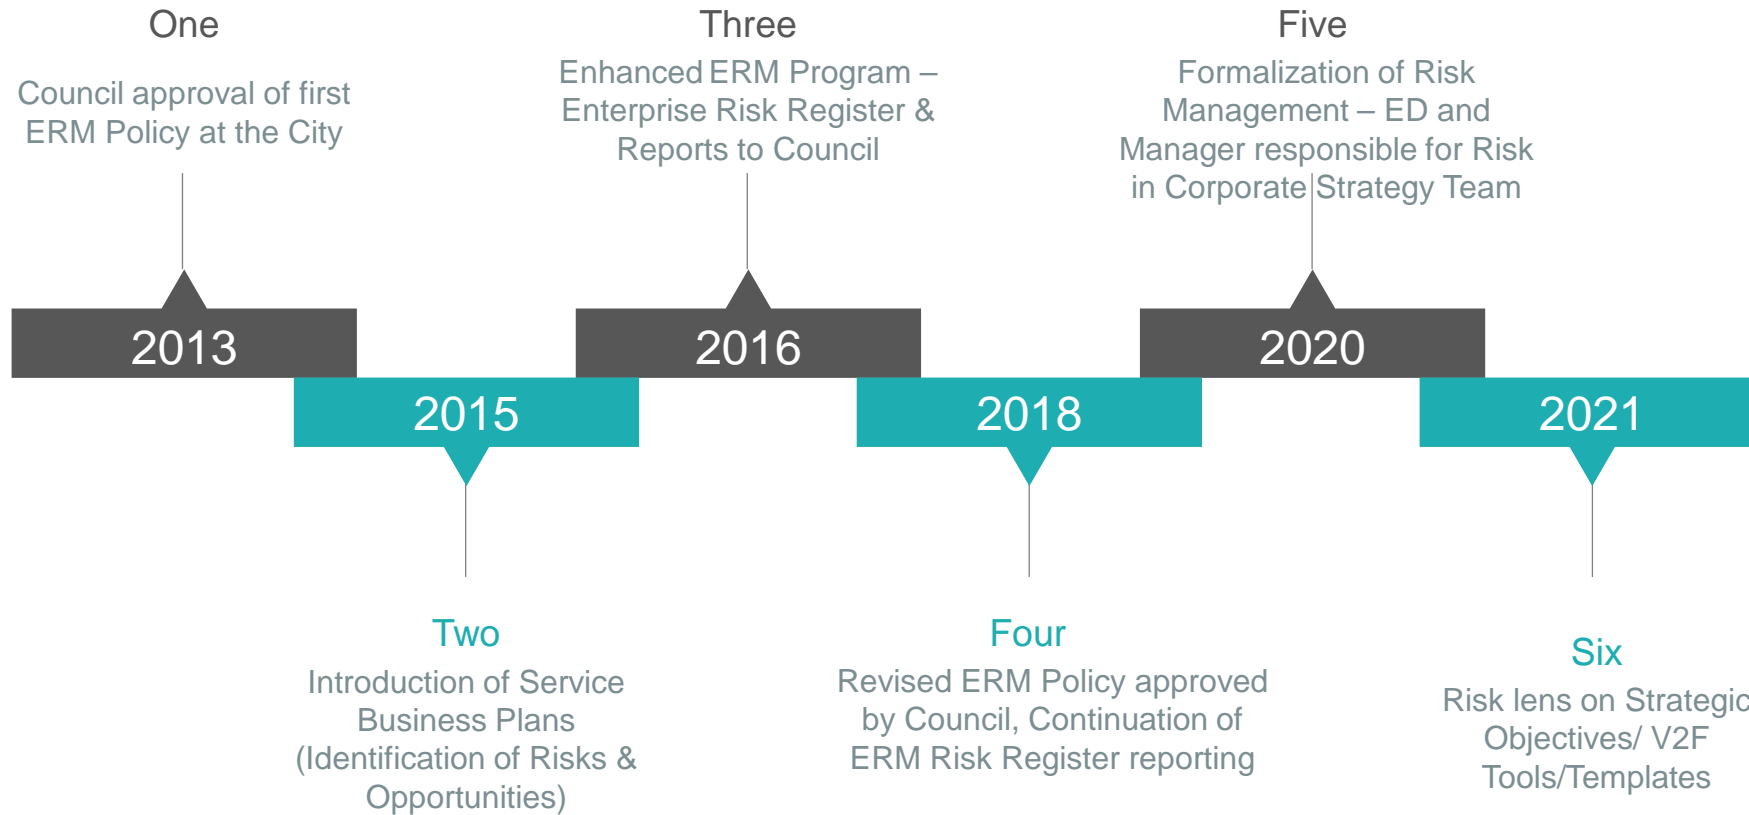 One
Council approval of first
ERM Policy at the City
Three
Enhanced ERM Program –
Enterprise Risk Register &
Reports to Council
Five
Formalization of Risk
Management – ED and
Manager responsible for Risk
in Corporate Strategy Team
2013
2016
2020
2015
2018
2021
Two
Introduction of Service
Business Plans
(Identification of Risks &
Opportunities)
Four
Revised ERM Policy approved
by Council, Continuation of
ERM Risk Register reporting
Six
Risk lens on Strategic
Objectives/ V2F
Tools/Templates